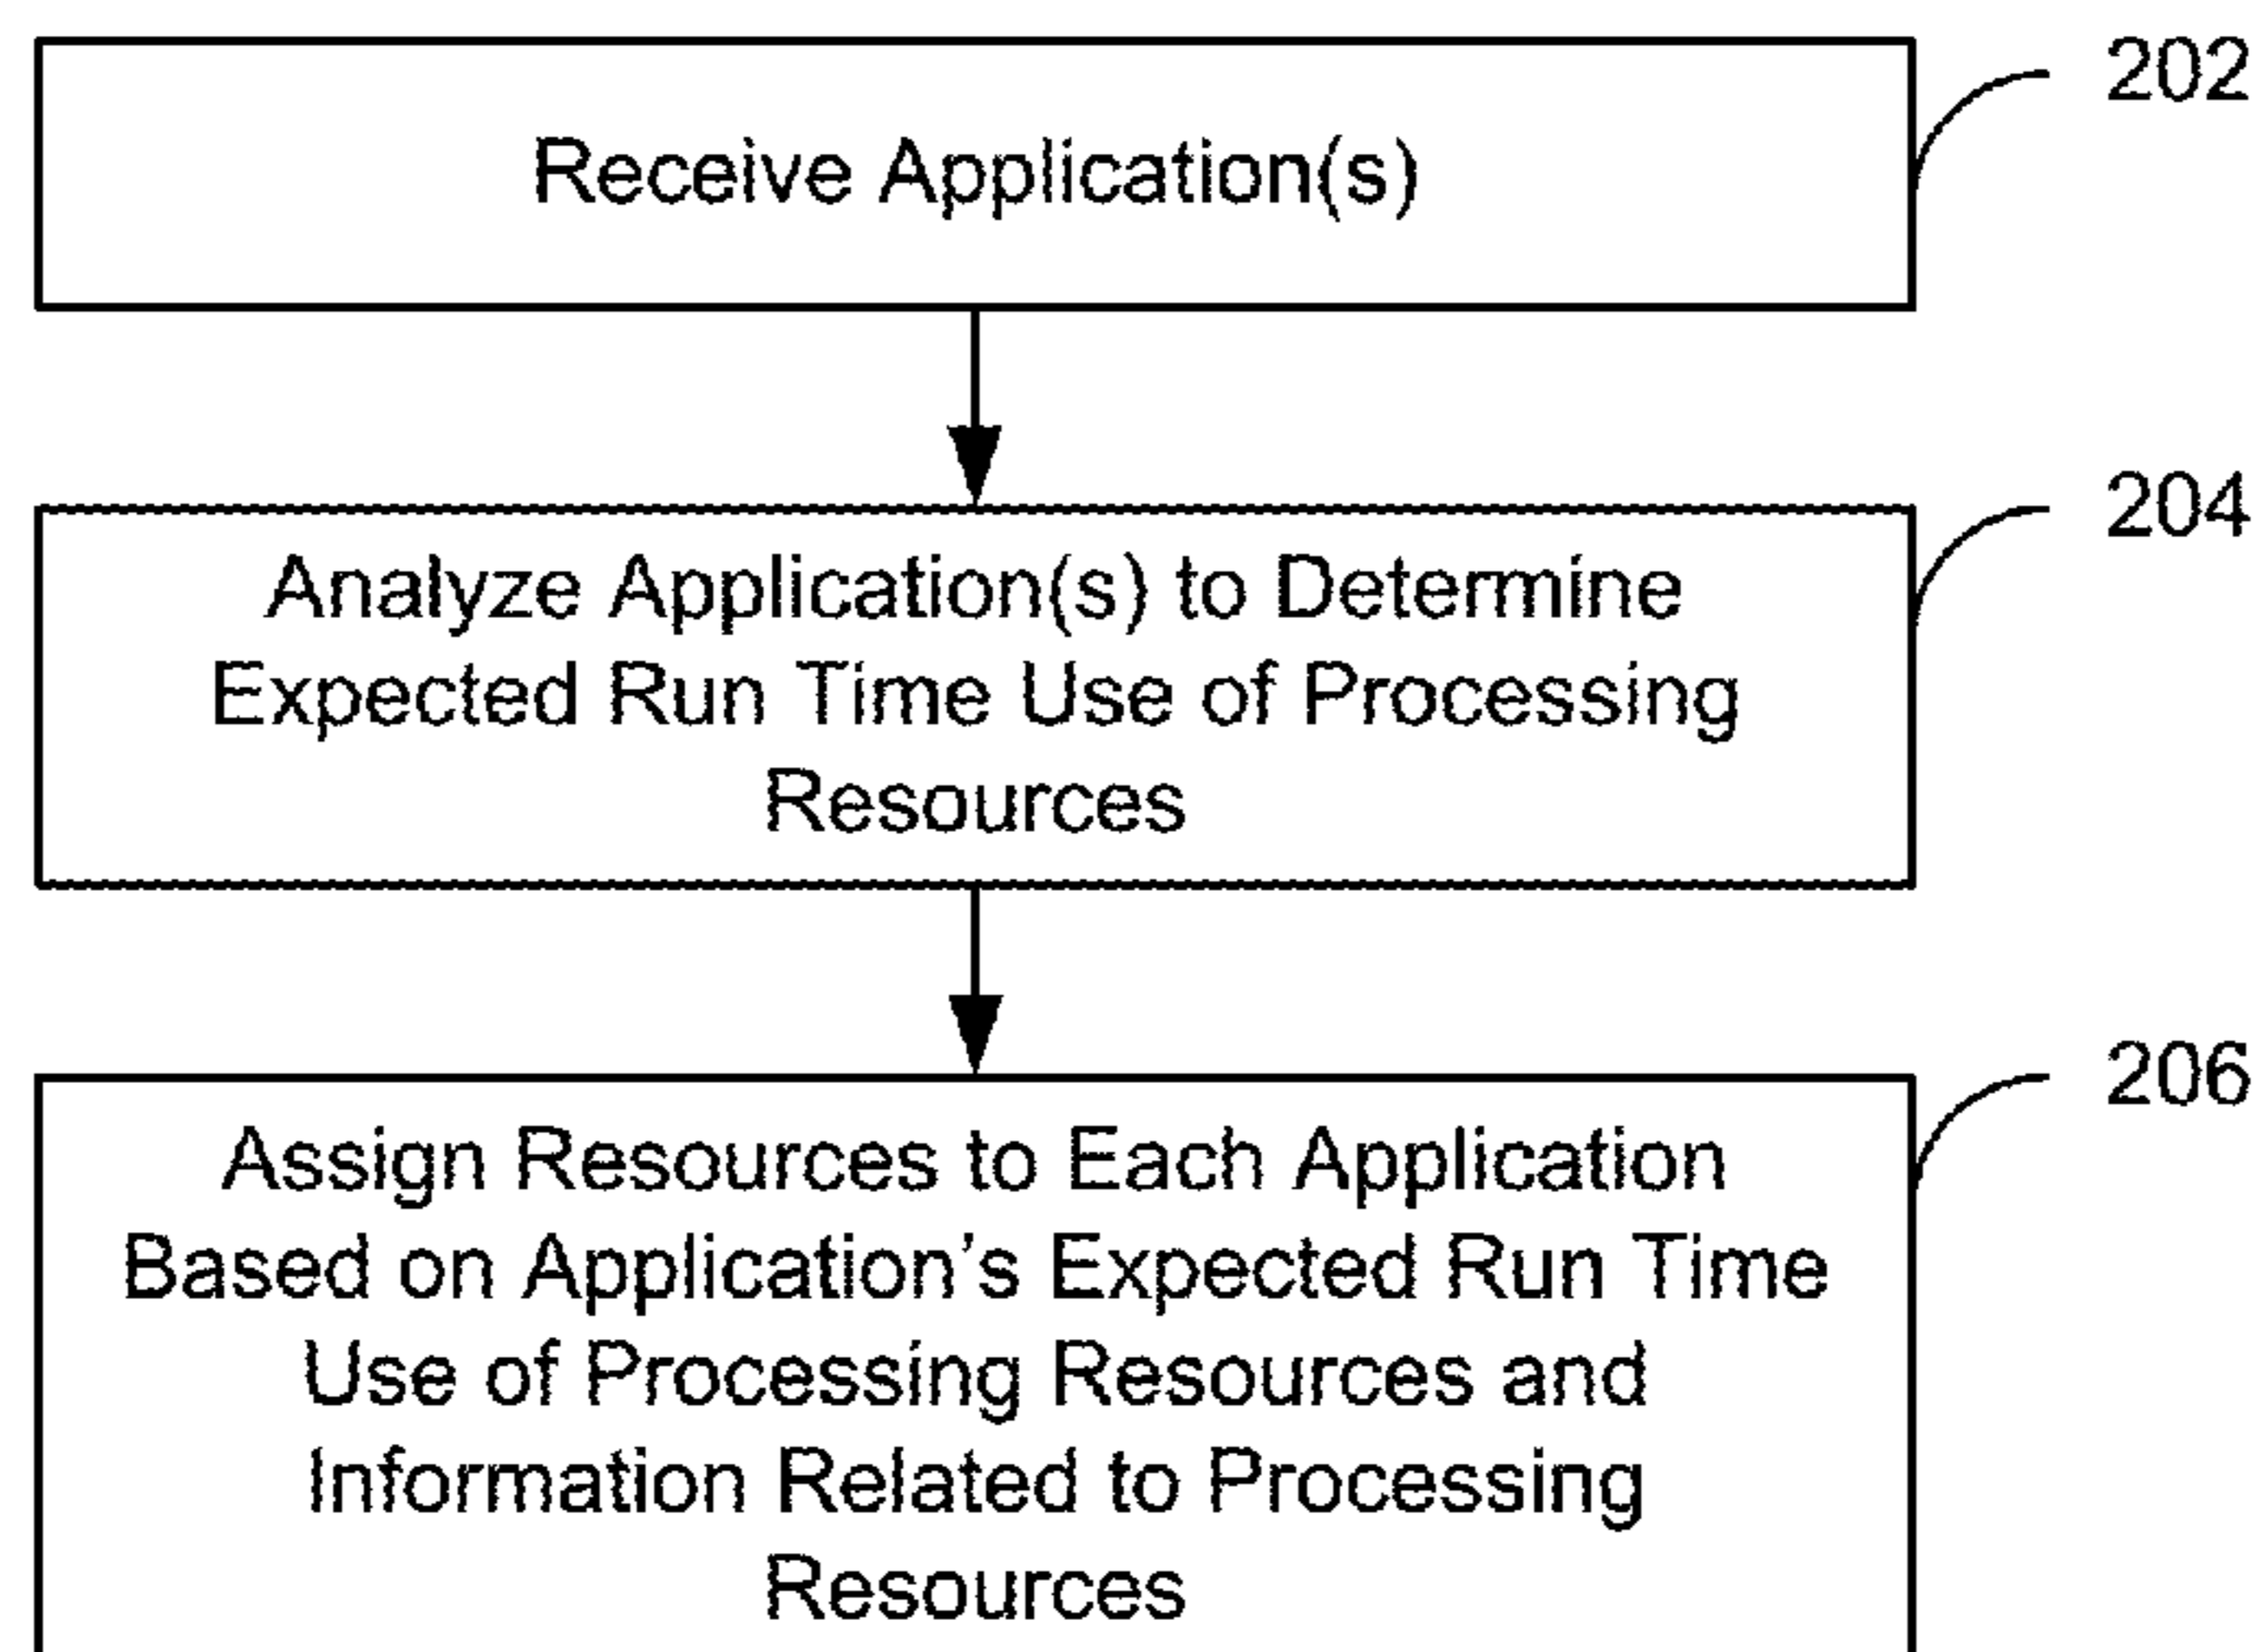 202
Receive Application(s)
204
Analyze Application(s) to Determine
Expected Run Time Use of Processing
Resources
206
Assign Resources to Each Application
Based on Application’s Expected Run Time
Use of Processing Resources and
Information Related to Processing
Resources